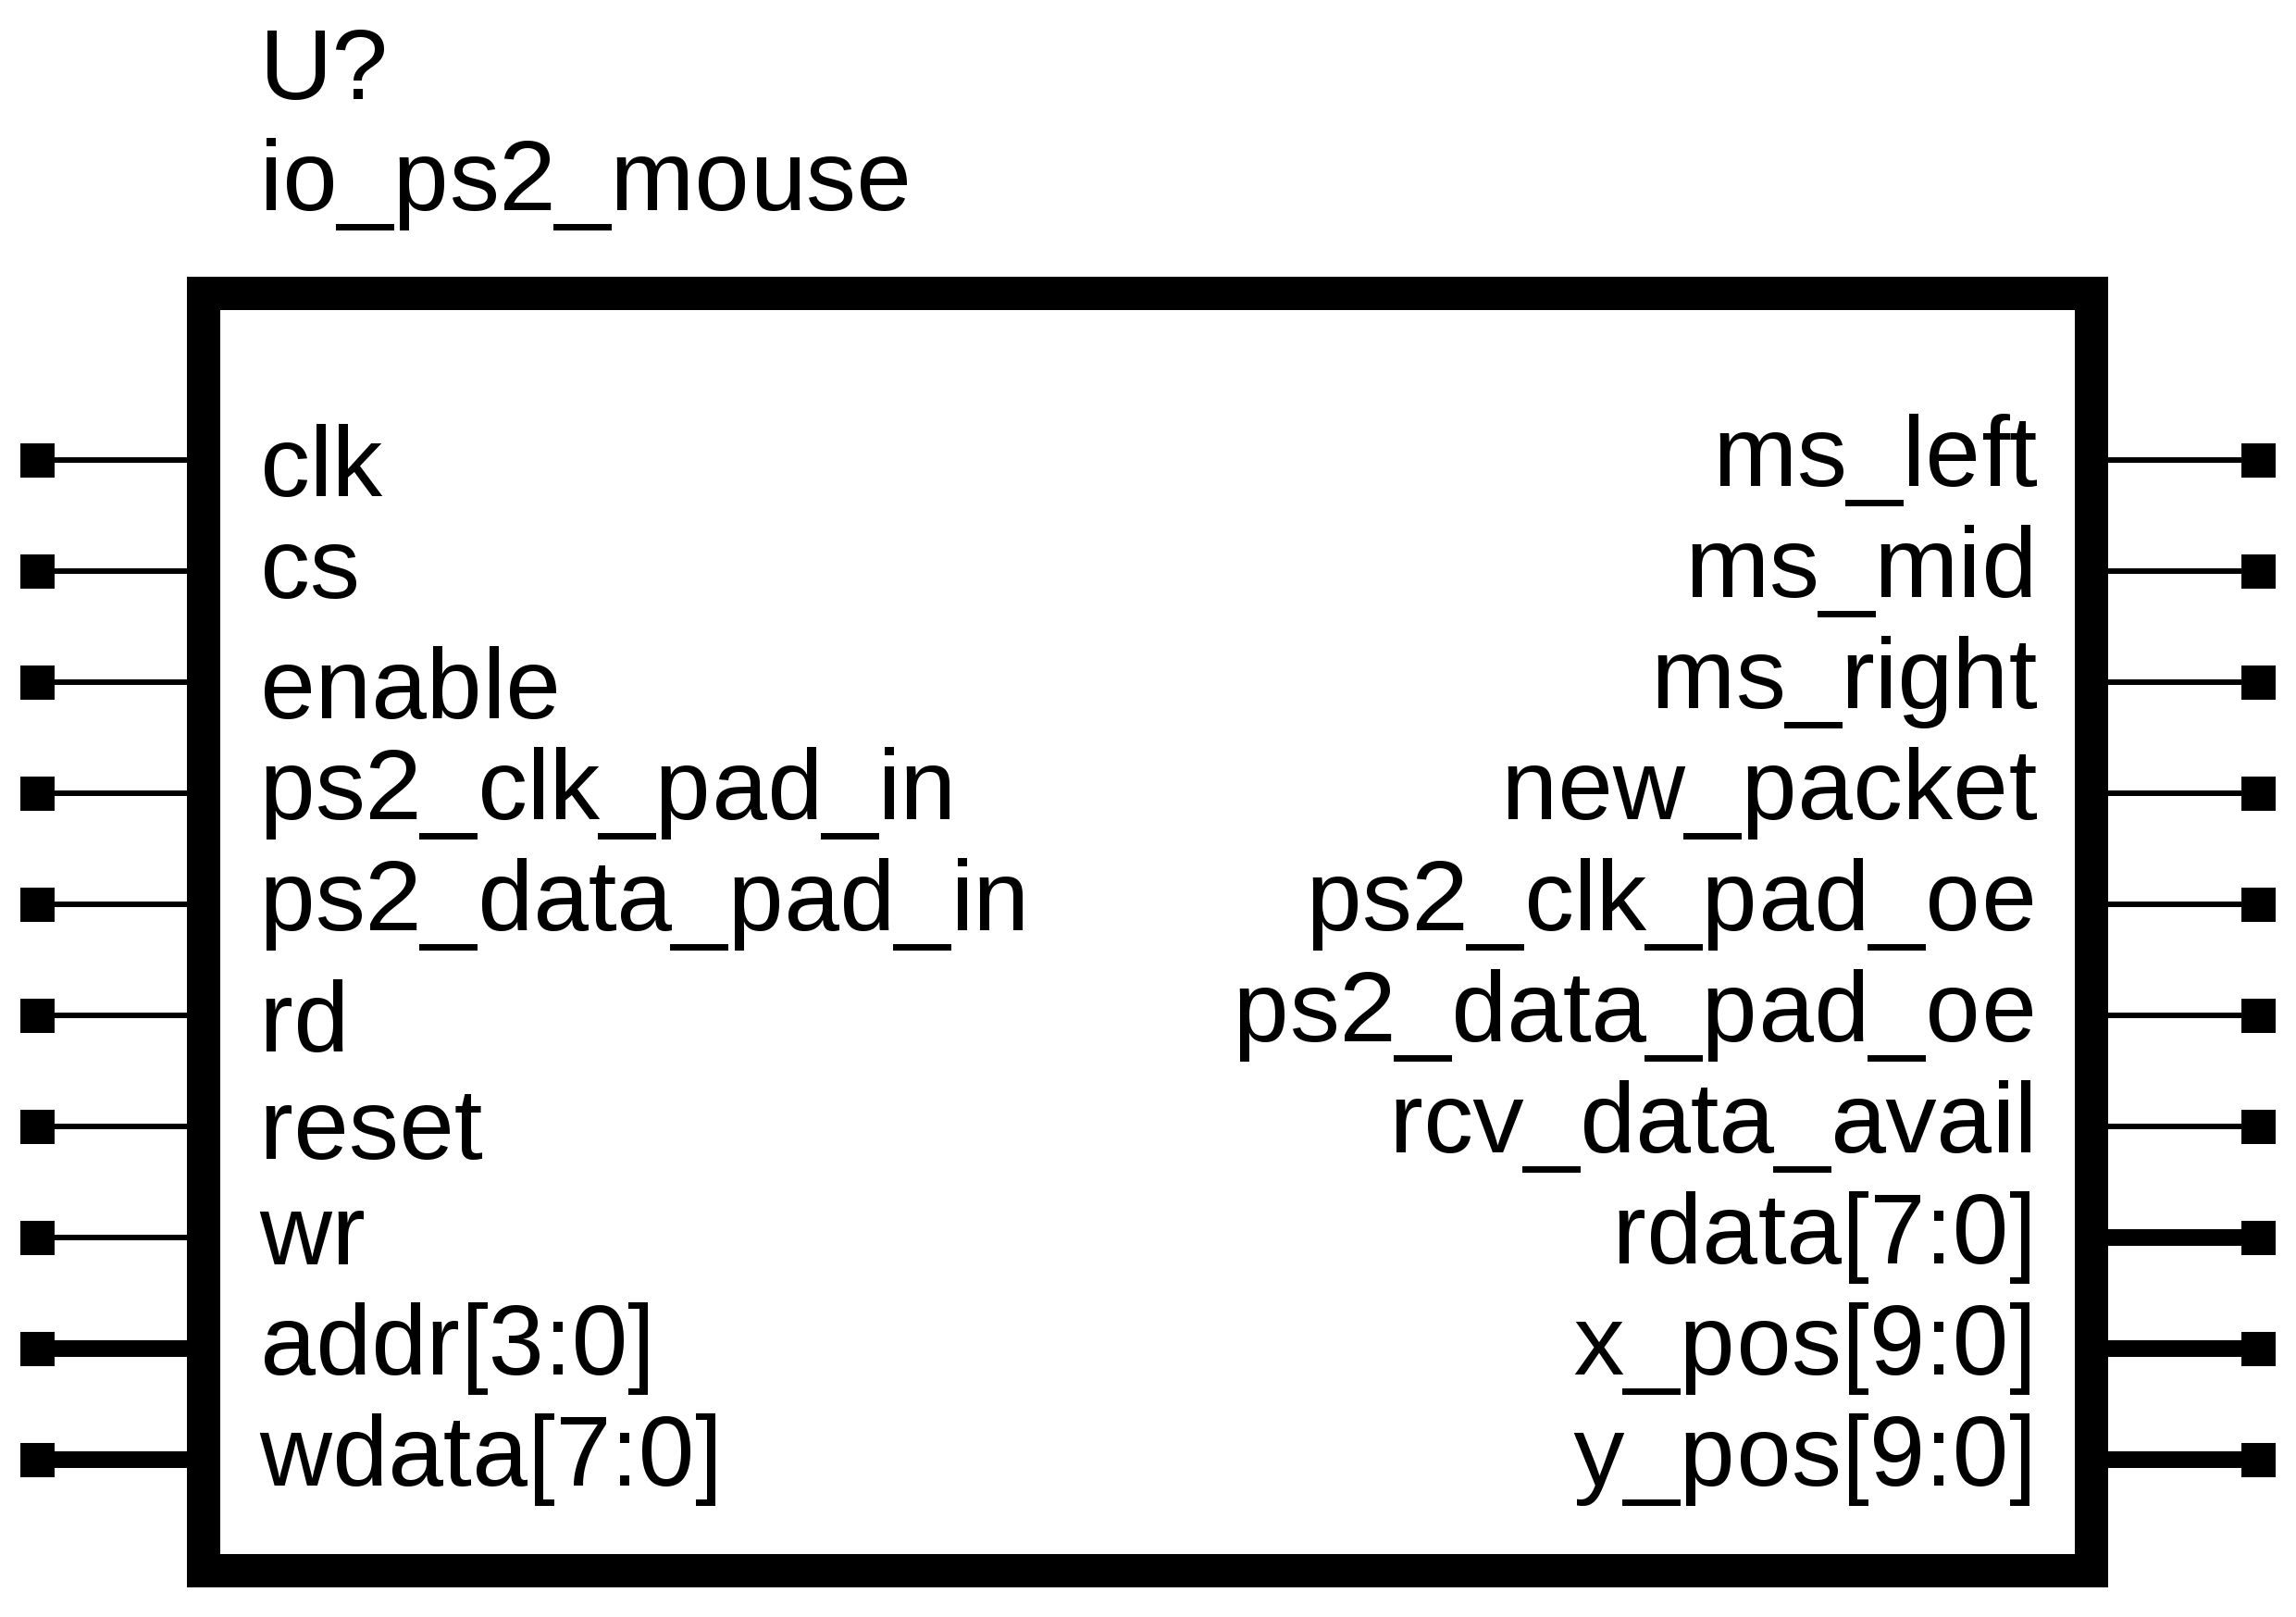 U?
io_ps2_mouse
clk
cs
enable
ps2_clk_pad_in
ps2_data_pad_in
rd
reset
wr
addr[3:0]
wdata[7:0]
ms_left
ms_mid
ms_right
new_packet
ps2_clk_pad_oe
ps2_data_pad_oe
rcv_data_avail
rdata[7:0]
x_pos[9:0]
y_pos[9:0]